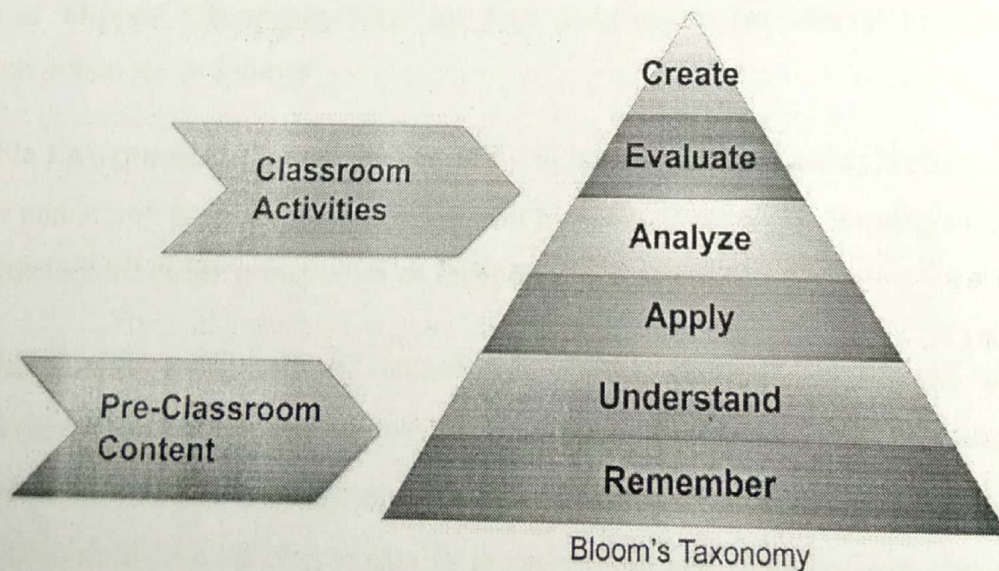 Create
Evaluate
Classroom
Activities
Analyze
Apply
Pre-Classroom
Content
Understand
Remember
Bloom's Taxonomy